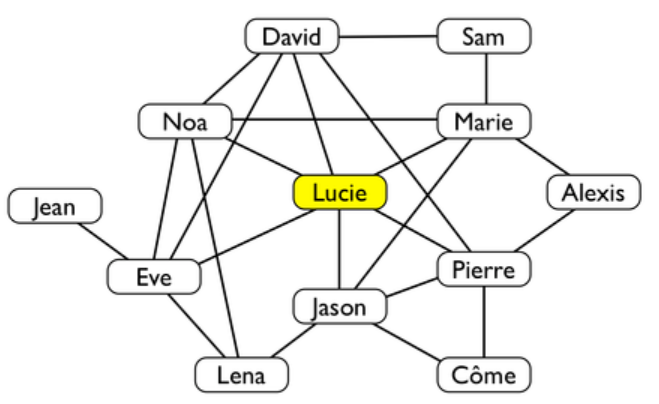 David
Sam
Noa
Marie
Lucie
Alexis
Jean
Eve
Pierre
Jason
Lena
Côme